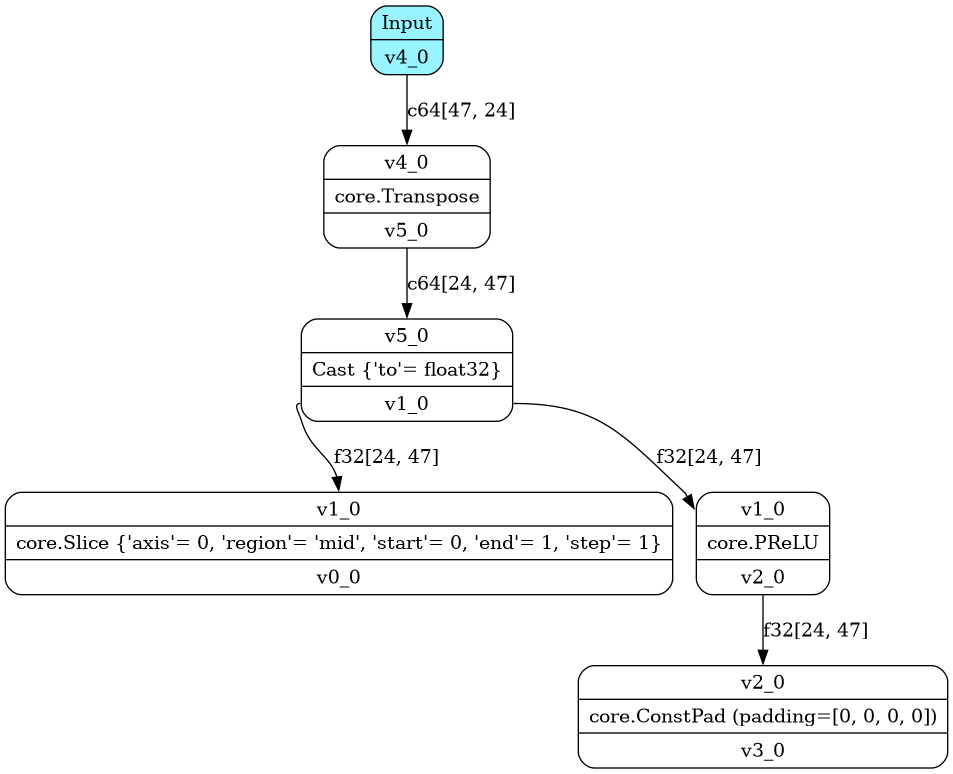 Input
v4_0
c64[47, 24]
v4_0
core.Transpose
v5_0
c64[24, 47]
v5_0
Cast {'to'= float32}
v1_0
f32[24, 47]
f32[24, 47]
v1_0
core.Slice {'axis'= 0, 'region'= 'mid', 'start'= 0, 'end'= 1, 'step'= 1}
v0_0
v1_0
core.PReLU
v2_0
f32[24, 47]
v2_0
core.ConstPad (padding=[0, 0, 0, 0])
v3_0